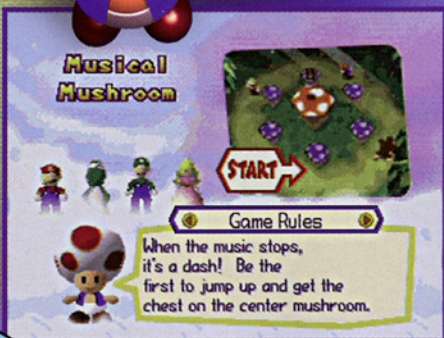 Musical
Mushroom
START
Game Rules
When the music stops,
it's a dash! Be the
first to jump up and get the
chest on the center mushroom.